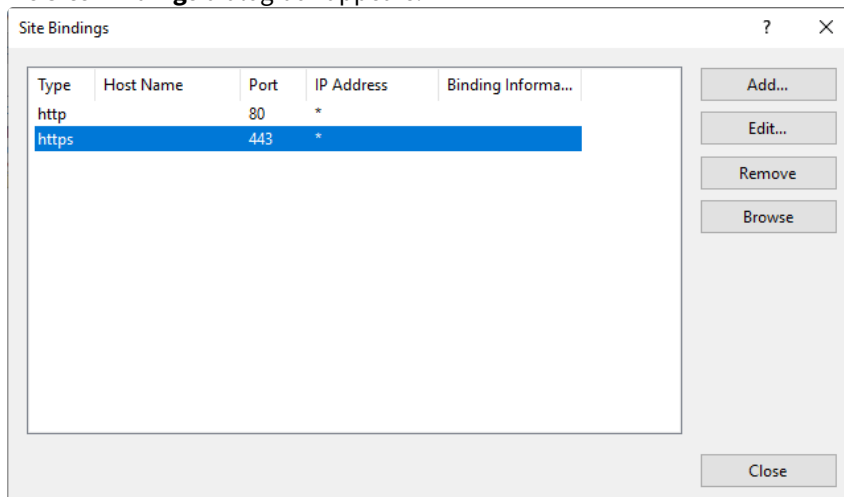 Site Bindings
? ×
Type Host Name Port IP Address Binding Informa...
http 80 *
https 443 *
Add...
Edit...
Remove
Browse
Close